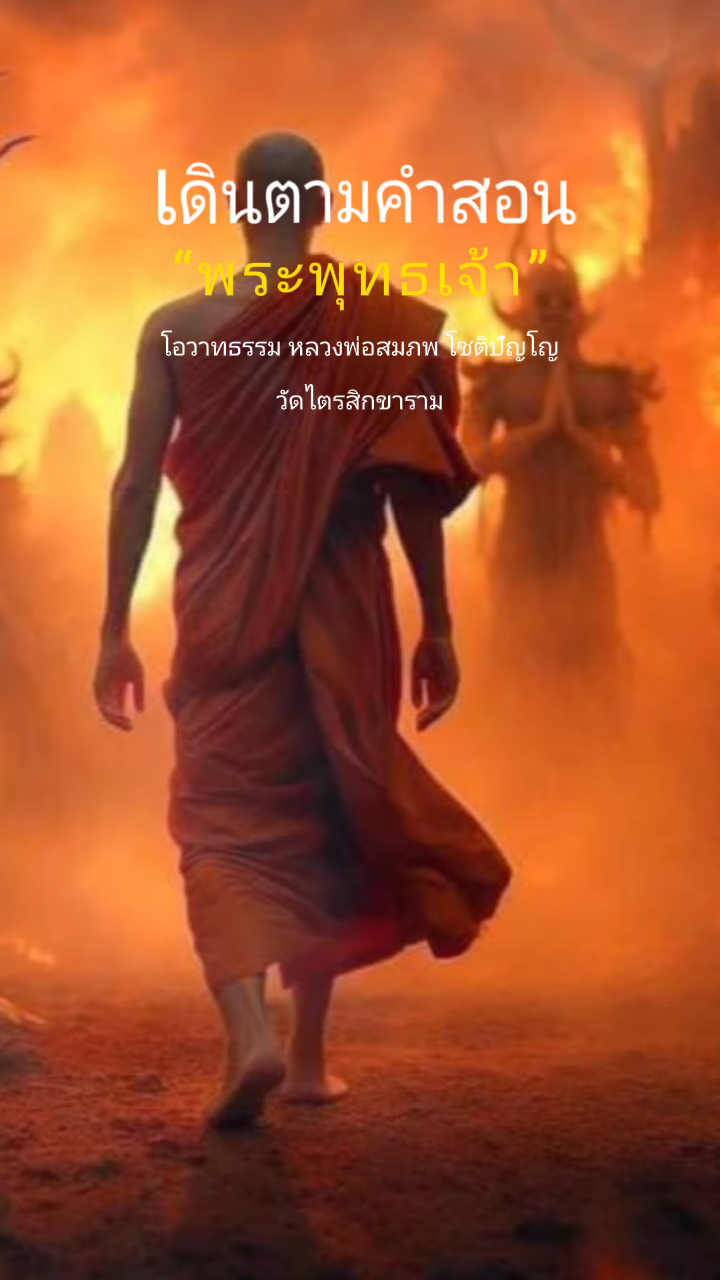 เดินตามคำสอน
“พระพุทธเจ้า”
โอวาทธรรม หลวงพ่อสมภพ โชติปัญโญ
วัดไตรสิกขาราม